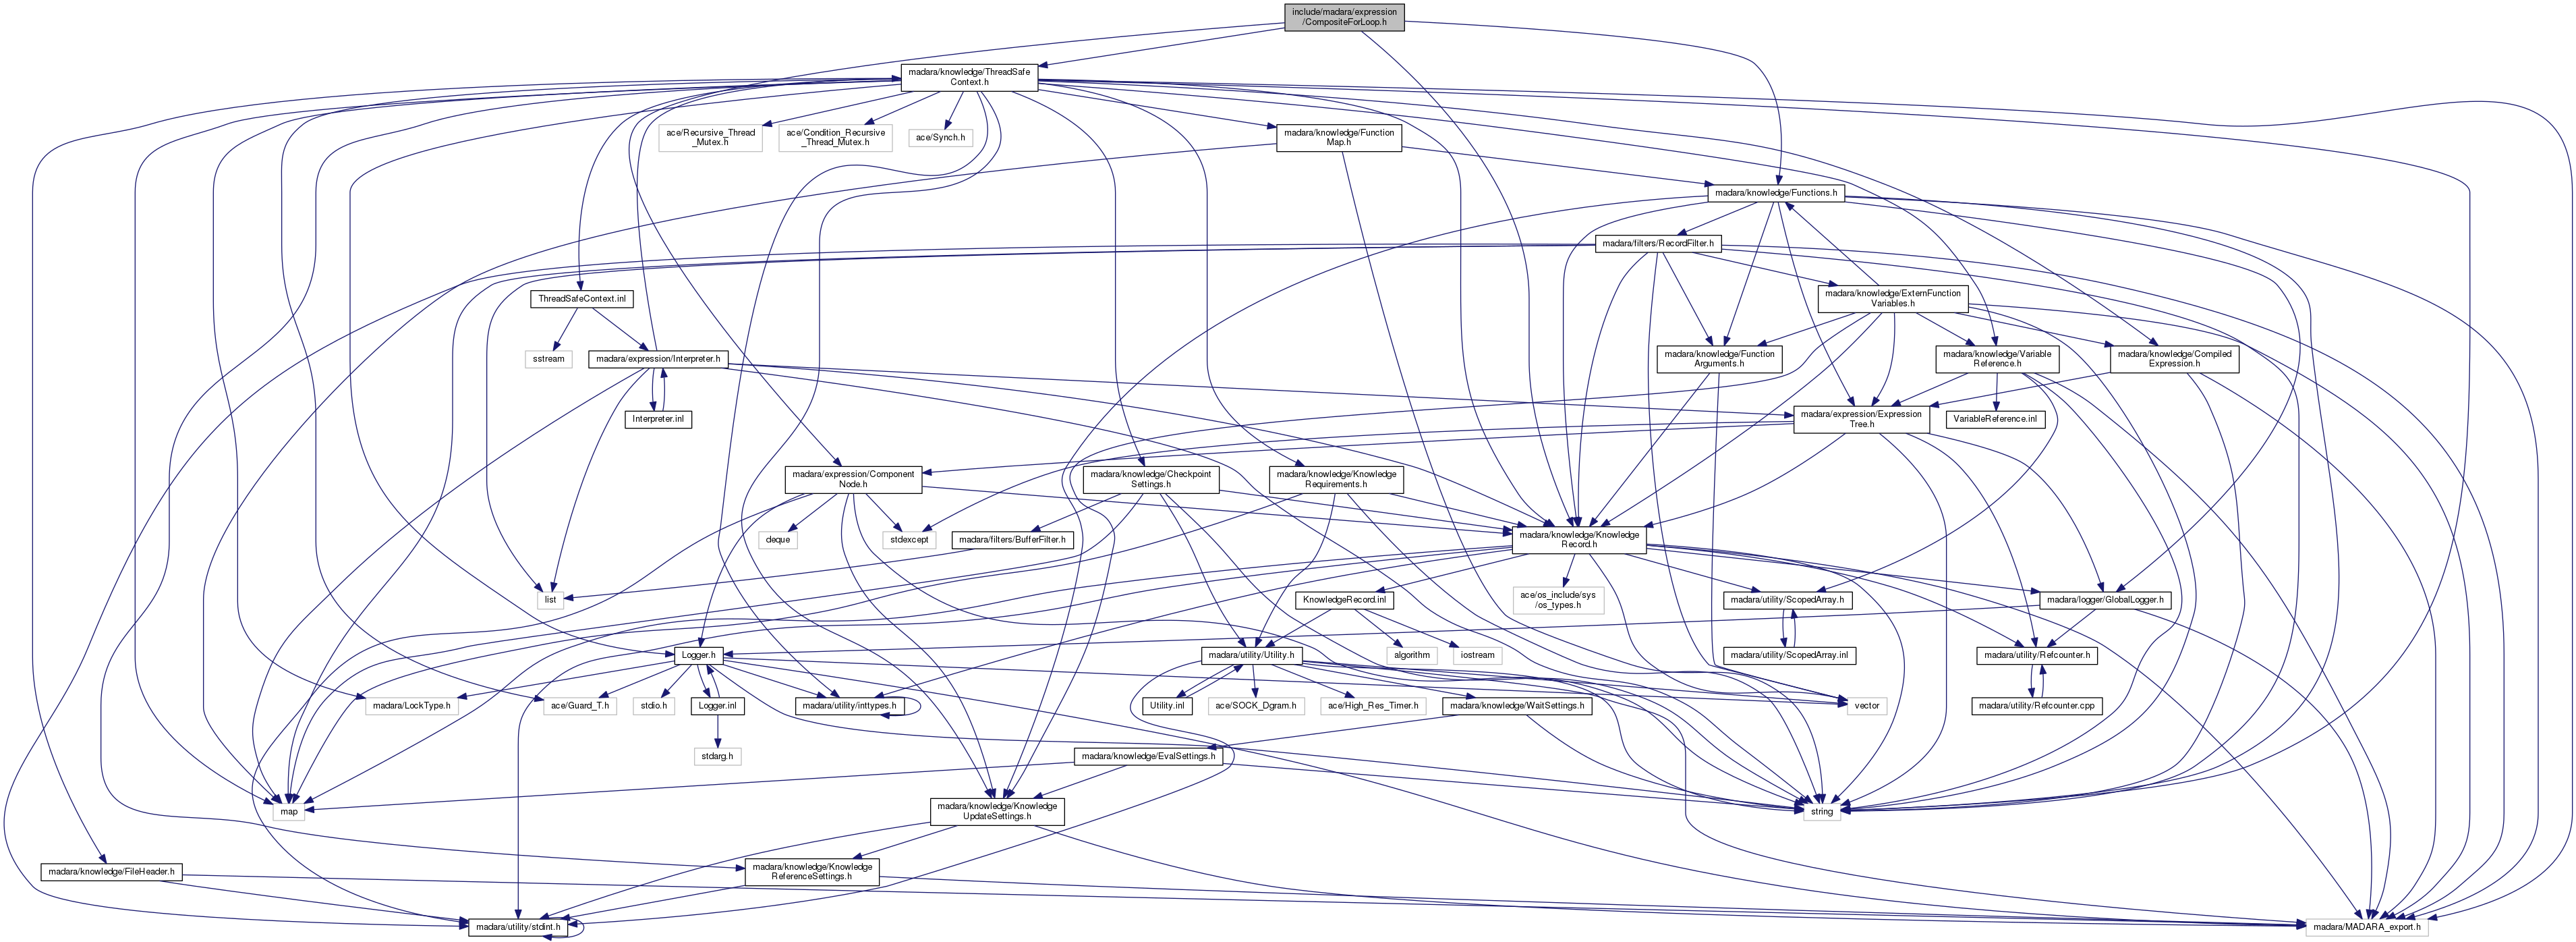 include/madara/expression
/CompositeForLoop.h
madara/knowledge/ThreadSafe
Context.h
ace/Recursive_Thread
_Mutex.h
ace/Condition_Recursive
_Thread_Mutex.h
ace/Synch.h
madara/knowledge/Function
Map.h
madara/knowledge/Functions.h
madara/filters/RecordFilter.h
ThreadSafeContext.inl
madara/knowledge/ExternFunction
Variables.h
sstream
madara/expression/Interpreter.h
madara/knowledge/Function
Arguments.h
madara/knowledge/Variable
Reference.h
madara/knowledge/Compiled
Expression.h
Interpreter.inl
madara/expression/Expression
Tree.h
VariableReference.inl
madara/expression/Component
Node.h
madara/knowledge/Checkpoint
Settings.h
madara/knowledge/Knowledge
Requirements.h
deque
stdexcept
madara/filters/BufferFilter.h
madara/knowledge/Knowledge
Record.h
list
ace/os_include/sys
/os_types.h
KnowledgeRecord.inl
madara/utility/ScopedArray.h
madara/logger/GlobalLogger.h
Logger.h
madara/utility/Utility.h
algorithm
iostream
madara/utility/ScopedArray.inl
madara/utility/Refcounter.h
madara/LockType.h
ace/Guard_T.h
stdio.h
Logger.inl
madara/utility/inttypes.h
Utility.inl
ace/SOCK_Dgram.h
ace/High_Res_Timer.h
madara/knowledge/WaitSettings.h
vector
madara/utility/Refcounter.cpp
stdarg.h
madara/knowledge/EvalSettings.h
map
madara/knowledge/Knowledge
UpdateSettings.h
string
madara/knowledge/FileHeader.h
madara/knowledge/Knowledge
ReferenceSettings.h
madara/utility/stdint.h
madara/MADARA_export.h